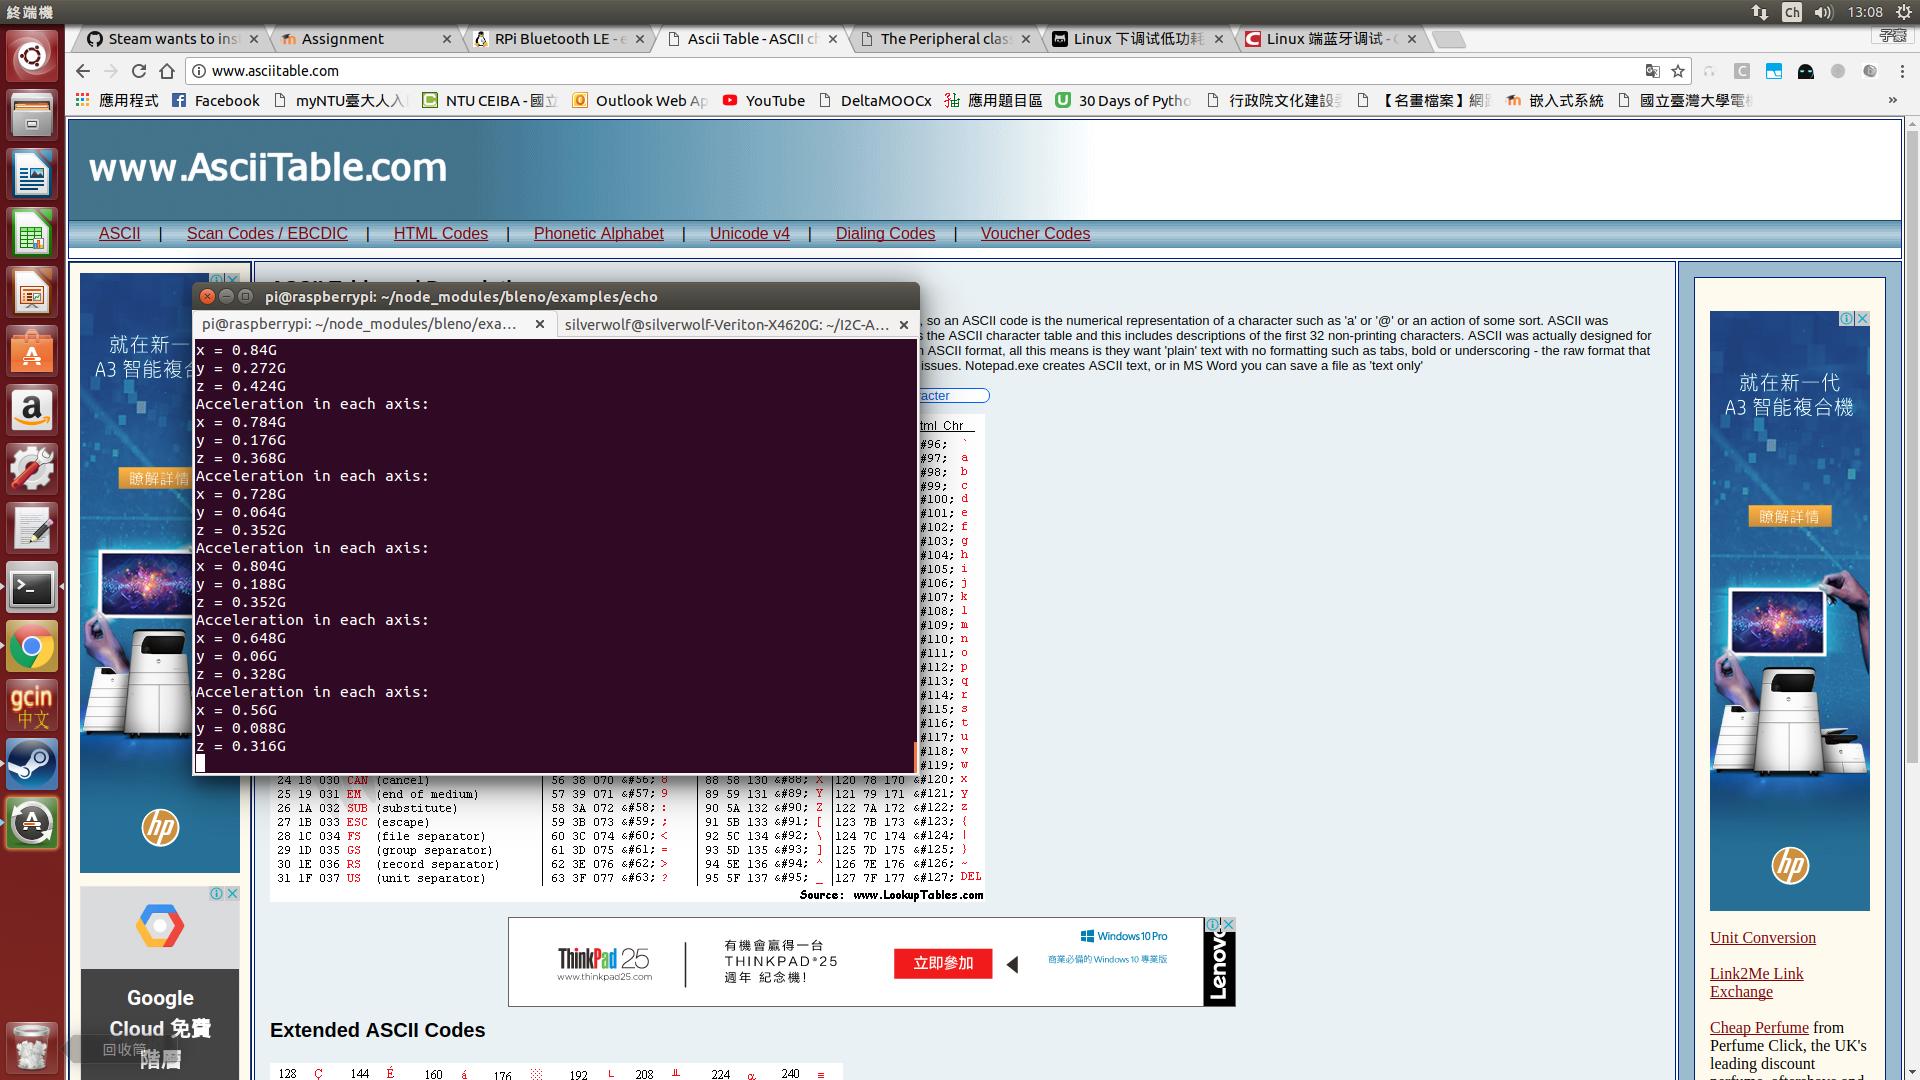 終端機
Ch
13:08
Steam wants to ins
Assignment
RPi Bluetooth LE - e
Ascii Table - ASCII ch
The Peripheral clas
Linux 下调试低功耗
Linux 端蓝牙调试 - C
子豪
www.asciitable.com
應用程式
Facebook
myNTU臺大人入
NTU CEIBA - 國立
Outlook Web Ap
YouTube
DeltaMOOCx
應用題目區
30 Days of Pytho
行政院文化建設
【名畫檔案】網
嵌入式系統
國立臺灣大學電
»
www.AsciiTable.com
ASCII | Scan Codes / EBCDIC | HTML Codes | Phonetic Alphabet | Unicode v4 | Dialing Codes | Voucher Codes
就在新一
A3 智能複
瞭解詳情
hp
Google
Cloud 免費
階層
回收筒
gcin
中文
pi@raspberrypi: ~/node_modules/bleno/examples/echo
pi@raspberrypi: ~/node_modules/bleno/exa...
silverwolf@silverwolf-Veriton-X4620G: ~/I2C-A...
x = 0.84G
y = 0.272G
z = 0.424G
Acceleration in each axis:
x = 0.784G
y = 0.176G
z = 0.368G
Acceleration in each axis:
x = 0.728G
y = 0.064G
z = 0.352G
Acceleration in each axis:
x = 0.804G
y = 0.188G
z = 0.352G
Acceleration in each axis:
x = 0.648G
y = 0.06G
z = 0.328G
Acceleration in each axis:
x = 0.56G
y = 0.088G
z = 0.316G
, so an ASCII code is the numerical representation of a character such as 'a' or '@' or an action of some sort. ASCII was
the ASCII character table and this includes descriptions of the first 32 non-printing characters. ASCII was actually designed for
ASCII format, all this means is they want 'plain' text with no formatting such as tabs, bold or underscoring - the raw format that
issues. Notepad.exe creates ASCII text, or in MS Word you can save a file as 'text only'
acter
tml Chr
#96; `
#97; a
#98; b
#99; c
#100; d
#101; e
#102; f
#103; g
#104; h
#105; i
#106; j
#107; k
#108; l
#109; m
#110; n
#111; o
#112; p
#113; q
#114; r
#115; s
#116; t
#117; u
#118; v
#119; w
24 18 030 CAN (cancel) 56 38 070 &#56; 8 88 58 130 &#88; X 120 78 170 &#120; x
25 19 031 EM (end of medium) 57 39 071 &#57; 9 89 59 131 &#89; Y 121 79 171 &#121; y
26 1A 032 SUB (substitute) 58 3A 072 &#58; : 90 5A 132 &#90; Z 122 7A 172 &#122; z
27 1B 033 ESC (escape) 59 3B 073 &#59; ; 91 5B 133 &#91; [ 123 7B 173 &#123; {
28 1C 034 FS (file separator) 60 3C 074 &#60; < 92 5C 134 &#92; \ 124 7C 174 &#124; |
29 1D 035 GS (group separator) 61 3D 075 &#61; = 93 5D 135 &#93; ] 125 7D 175 &#125; }
30 1E 036 RS (record separator) 62 3E 076 &#62; > 94 5E 136 &#94; ^ 126 7E 176 &#126; ~
31 1F 037 US (unit separator) 63 3F 077 &#63; ? 95 5F 137 &#95; _ 127 7F 177 &#127; DEL
Source: www.LookupTables.com
ThinkPad 25
www.thinkpad25.com
有機會贏得一台
THINKPAD®25
週年 紀念機!
立即參加
Windows 10 Pro
商業必備的 Windows 10 專業版
Lenovo
Extended ASCII Codes
128 Ç 144 É 160 á 176 ░ 192 └ 208 ╨ 224 α 240 ≡
就在新一代
A3 智能複合機
瞭解詳情
hp
Unit Conversion
Link2Me Link
Exchange
Cheap Perfume from
Perfume Click, the UK's
leading discount